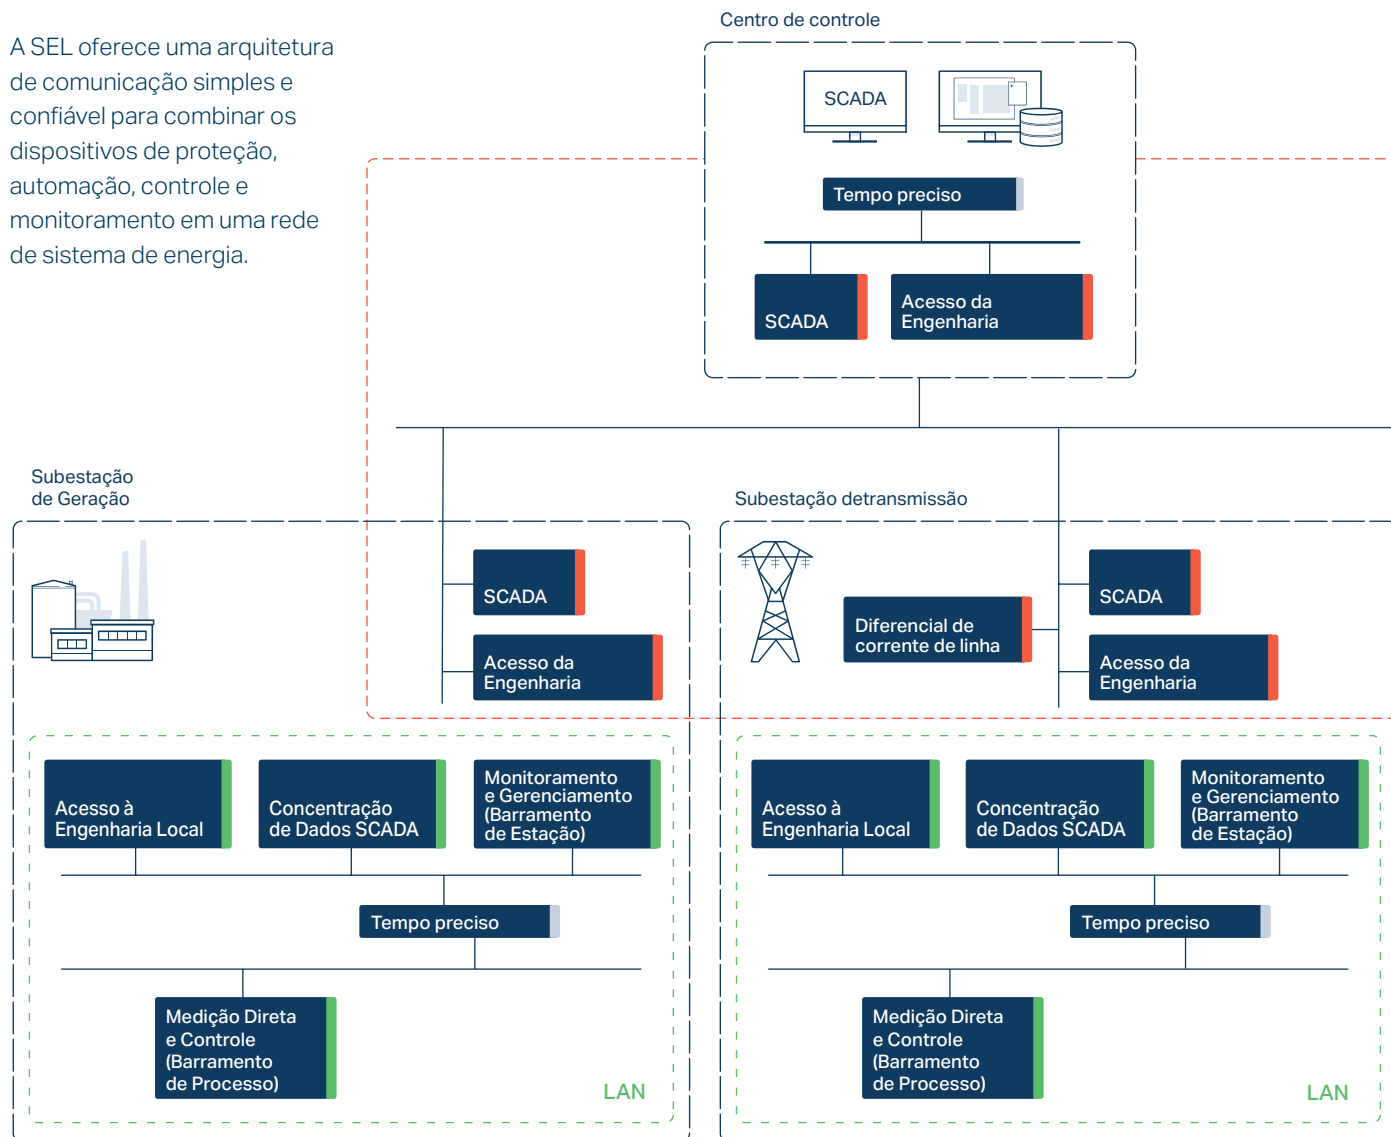 A SEL oferece uma arquitetura
de comunicação simples e
confiável para combinar os
dispositivos de proteção,
automação, controle e
monitoramento em uma rede
de sistema de energia.
Centro de controle
SCADA
Tempo preciso
SCADA
Acesso da
Engenharia
Subestação
de Geração
SCADA
Acesso da
Engenharia
Acesso à
Engenharia Local
Concentração
de Dados SCADA
Monitoramento
e Gerenciamento
(Barramento
de Estação)
Tempo preciso
Medição Direta
e Controle
(Barramento
de Processo)
LAN
Subestação detransmissão
Diferencial de
corrente de linha
SCADA
Acesso da
Engenharia
Acesso à
Engenharia Local
Concentração
de Dados SCADA
Monitoramento
e Gerenciamento
(Barramento
de Estação)
Tempo preciso
Medição Direta
e Controle
(Barramento
de Processo)
LAN